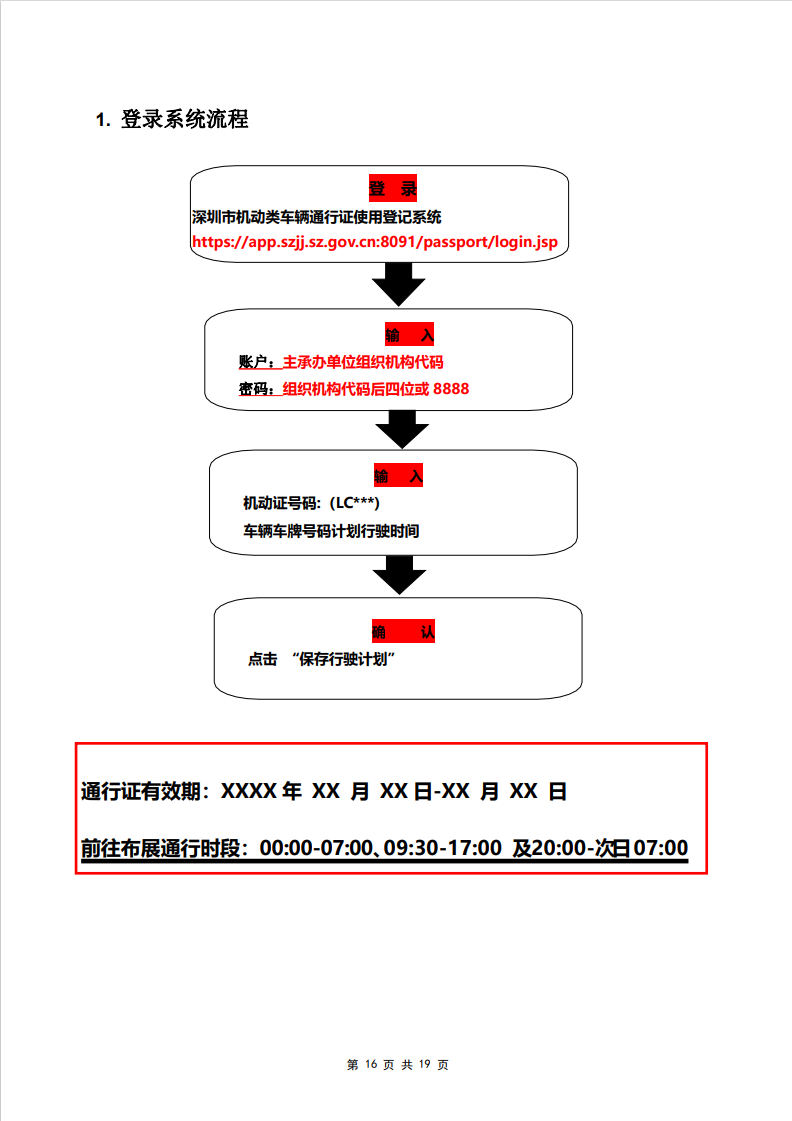 1. 登录系统流程
登 录
深圳市机动类车辆通行证使用登记系统
https://app.szjj.sz.gov.cn:8091/passport/login.jsp
输 入
账户：主承办单位组织机构代码
密码：组织机构代码后四位或 8888
输 入
机动证号码:（LC***）
车辆车牌号码计划行驶时间
确 认
点击 “保存行驶计划”
通行证有效期：XXXX 年 XX 月 XX 日-XX 月 XX 日
前往布展通行时段：00:00-07:00、09:30-17:00 及20:00-次日 07:00
第 16 页 共 19 页